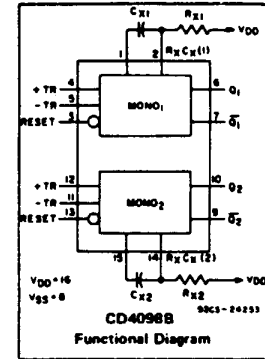 CX1 RX1 VDD
1 2 RXCX(1)
+TR 4 6 Q1
-TR 5 MONO1
RESET 3 7 Q1
+TR 12 10 Q2
-TR 11 MONO2
RESET 13 9 Q2
15 14 RXCX(2)
VDD=16 CX2 RX2 VDD
VSS=8 92CS-24253
CD4098B
Functional Diagram